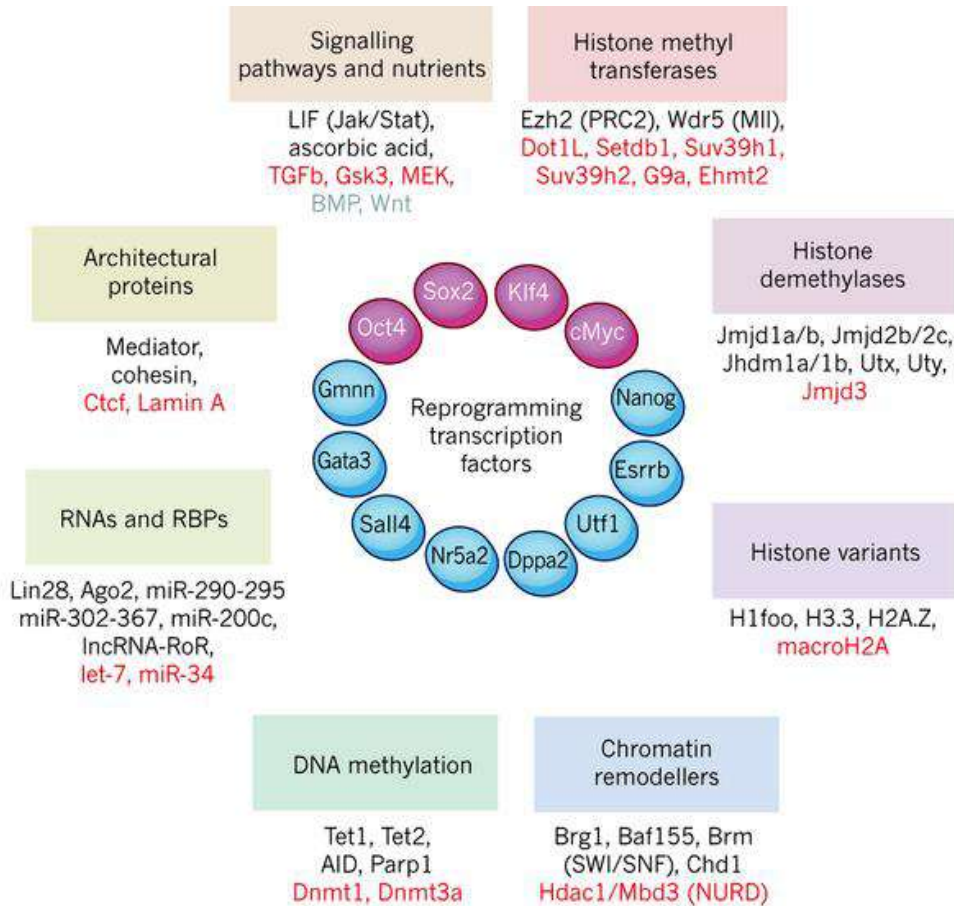 Signalling
pathways and nutrients
LIF (Jak/Stat),
ascorbic acid,
TGFb, Gsk3, MEK,
BMP, Wnt
Histone methyl
transferases
Ezh2 (PRC2), Wdr5 (Mll),
Dot1L, Setdb1, Suv39h1,
Suv39h2, G9a, Ehmt2
Architectural
proteins
Mediator,
cohesin,
Ctcf, Lamin A
Histone
demethylases
Jmjd1a/b, Jmjd2b/2c,
Jhdm1a/1b, Utx, Uty,
Jmjd3
Sox2
Klf4
Oct4
cMyc
Gmnn
Nanog
Reprogramming
transcription
factors
Gata3
Esrrb
Sall4
Utf1
Nr5a2
Dppa2
RNAs and RBPs
Lin28, Ago2, miR-290-295
miR-302-367, miR-200c,
lncRNA-RoR,
let-7, miR-34
Histone variants
H1foo, H3.3, H2A.Z,
macroH2A
DNA methylation
Tet1, Tet2,
AID, Parp1
Dnmt1, Dnmt3a
Chromatin
remodellers
Brg1, Baf155, Brm
(SWI/SNF), Chd1
Hdac1/Mbd3 (NURD)